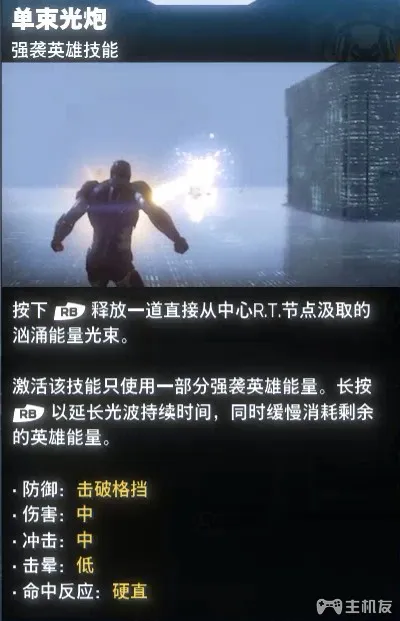 单束光炮
强袭英雄技能
按下 RB 释放一道直接从中心R.T.节点汲取的
汹涌能量光束。
激活该技能只使用一部分强袭英雄能量。长按
RB 以延长光波持续时间，同时缓慢消耗剩余
的英雄能量。
· 防御：击破格挡
· 伤害：中
· 冲击：中
· 击晕：低
· 命中反应：硬直
主机友